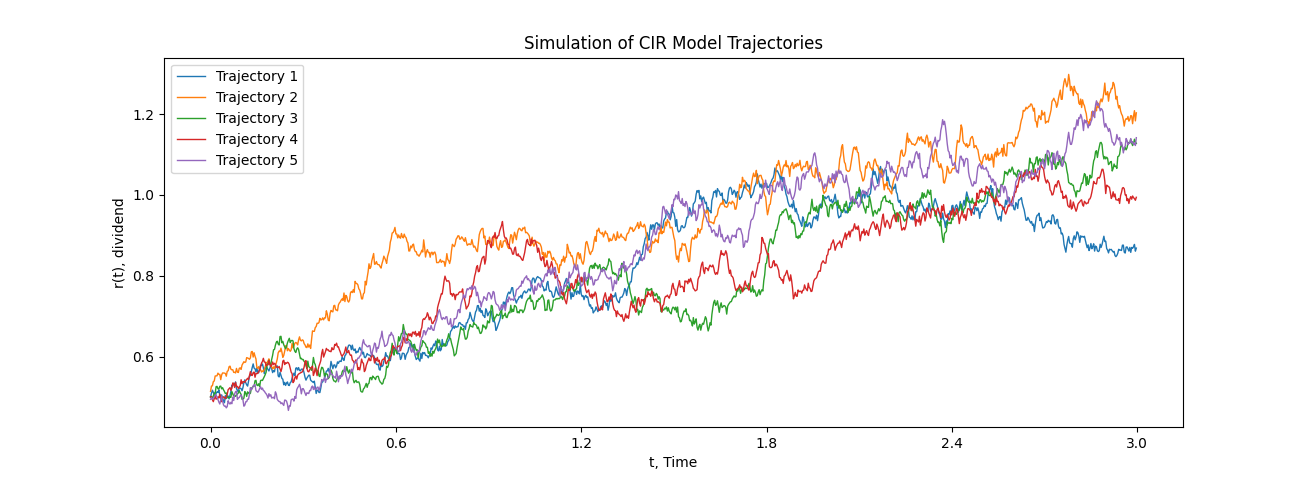 Simulation of CIR Model Trajectories
Trajectory 1
Trajectory 2
Trajectory 3
Trajectory 4
Trajectory 5
r(t), dividend
1.2
1.0
0.8
0.6
0.0 0.6 1.2 1.8 2.4 3.0
t, Time